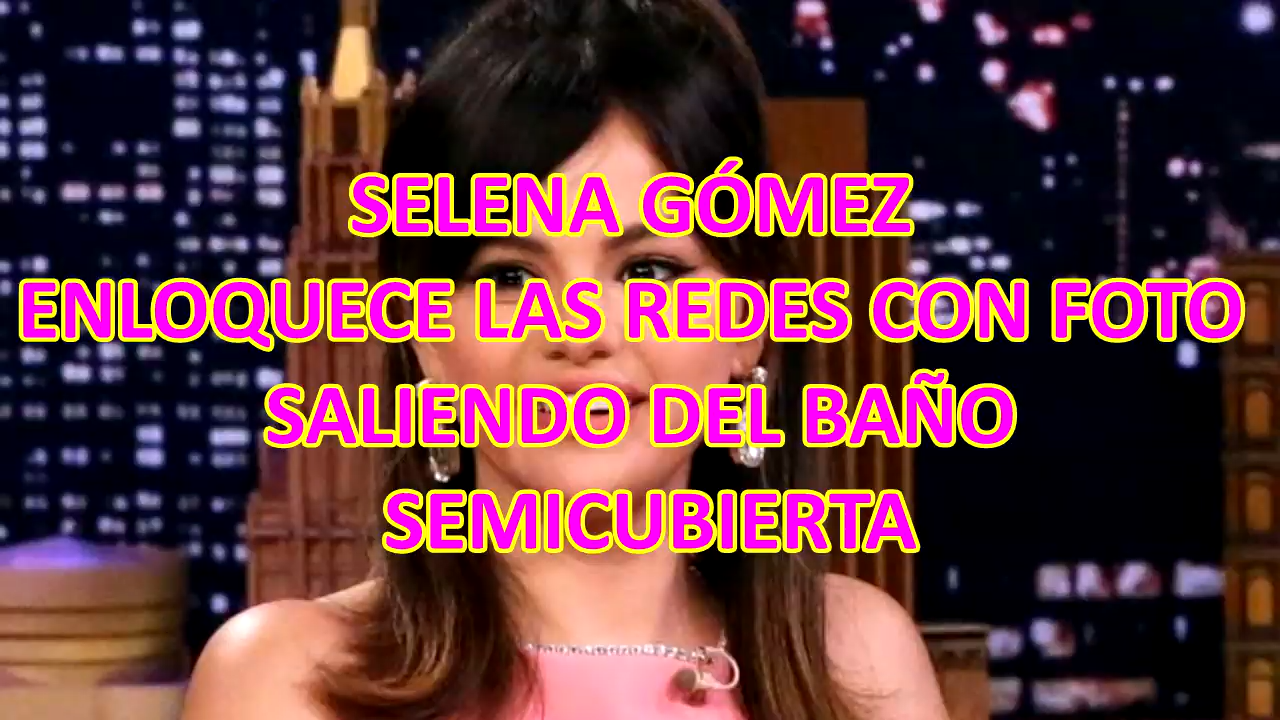 SELENA GÓMEZ
ENLOQUECE LAS REDES CON FOTO
SALIENDO DEL BAÑO
SEMICUBIERTA